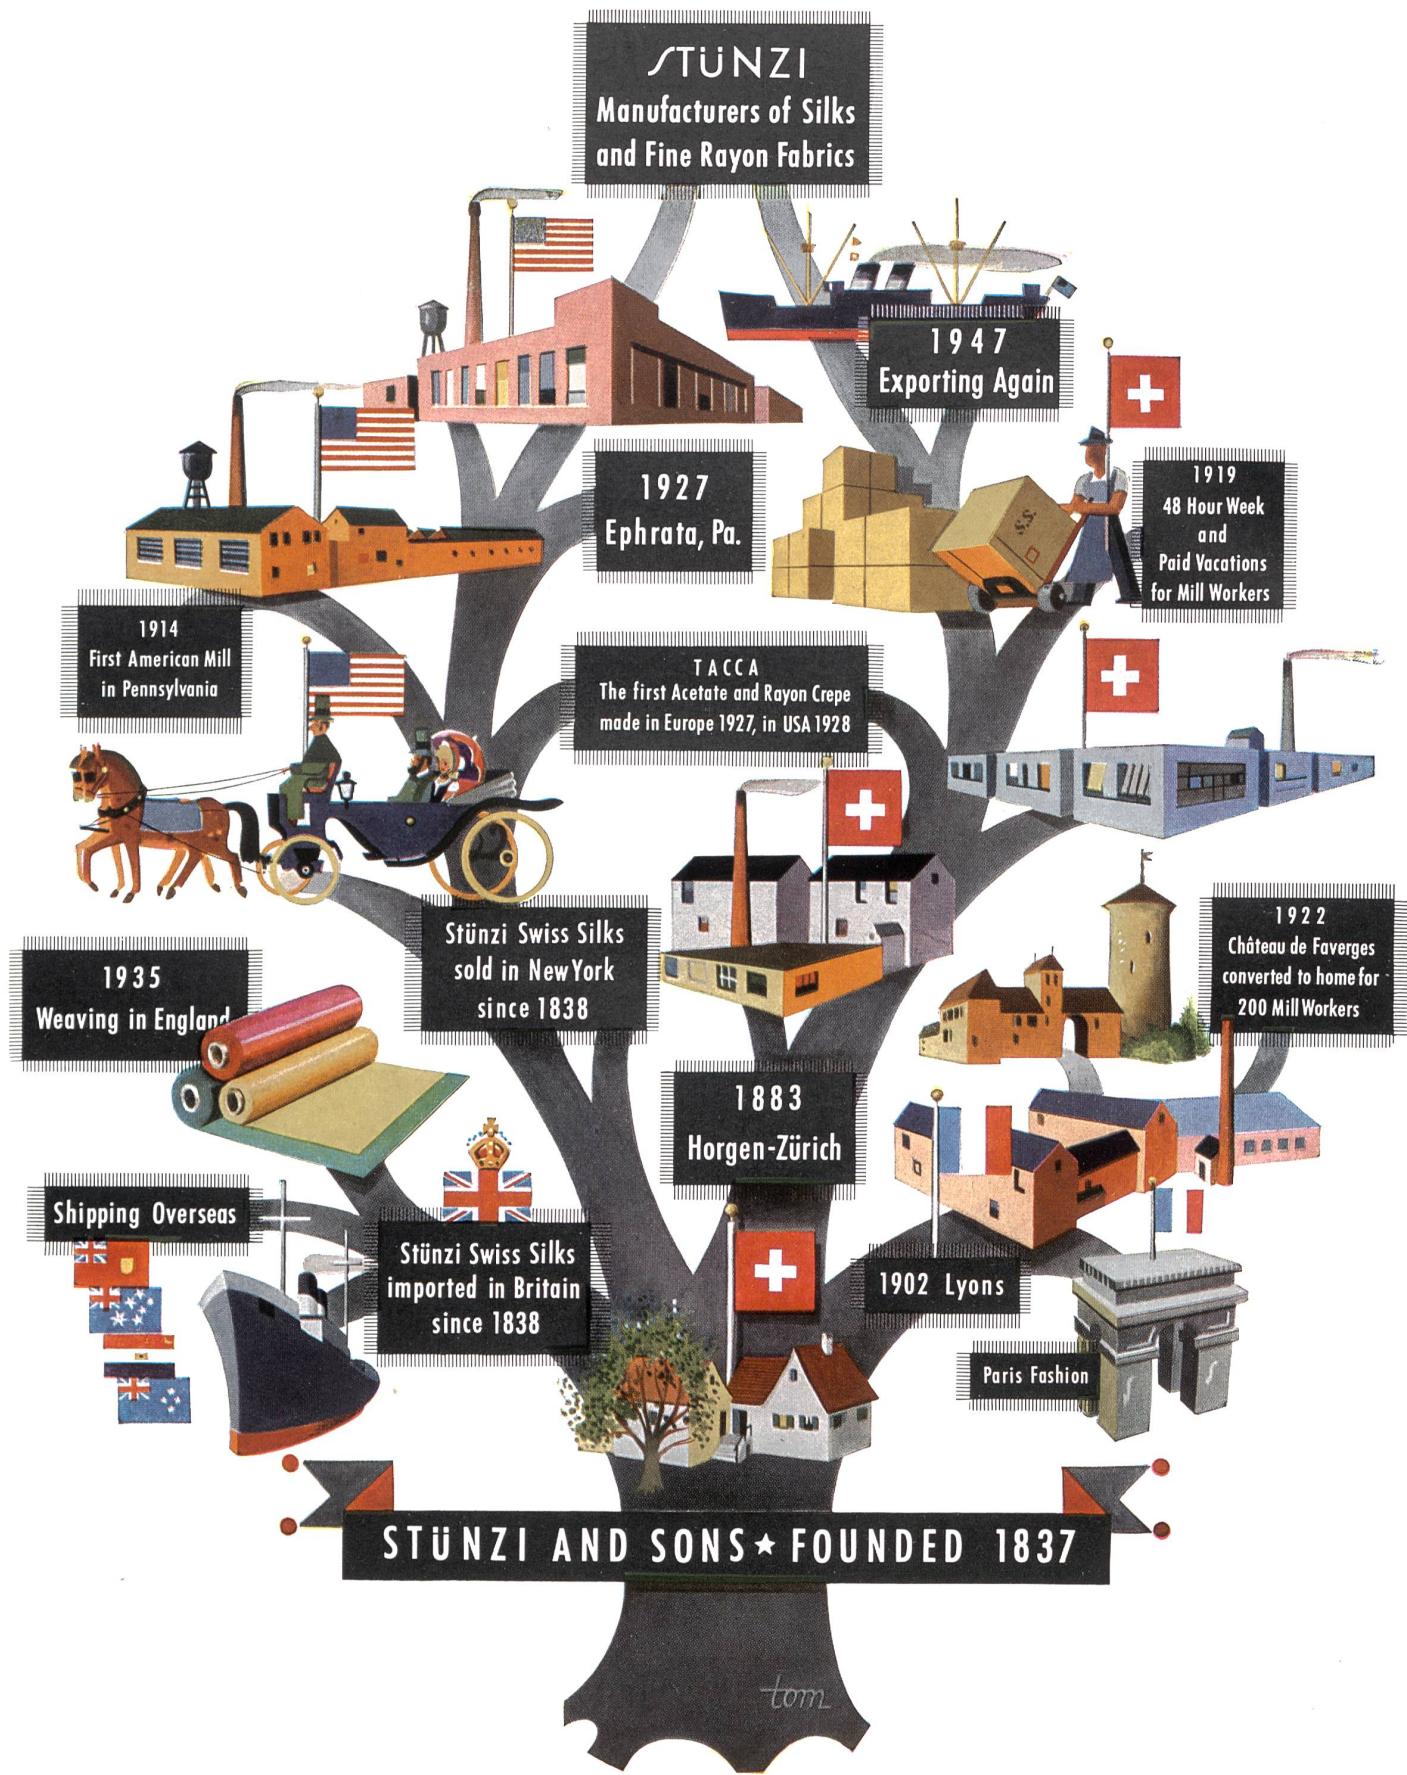 STÜNZI
Manufacturers of Silks
and Fine Rayon Fabrics
1947
Exporting Again
1927
Ephrata, Pa.
S.S.
1919
48 Hour Week
and
Paid Vacations
for Mill Workers
1914
First American Mill
in Pennsylvania
TACCA
The first Acetate and Rayon Crepe
made in Europe 1927, in USA 1928
Stünzi Swiss Silks
sold in New York
since 1838
1922
Château de Faverges
converted to home for
200 Mill Workers
1935
Weaving in England
1883
Horgen-Zürich
Shipping Overseas
Stünzi Swiss Silks
imported in Britain
since 1838
1902 Lyons
Paris Fashion
S S
STÜNZI AND SONS ★ FOUNDED 1837
tom